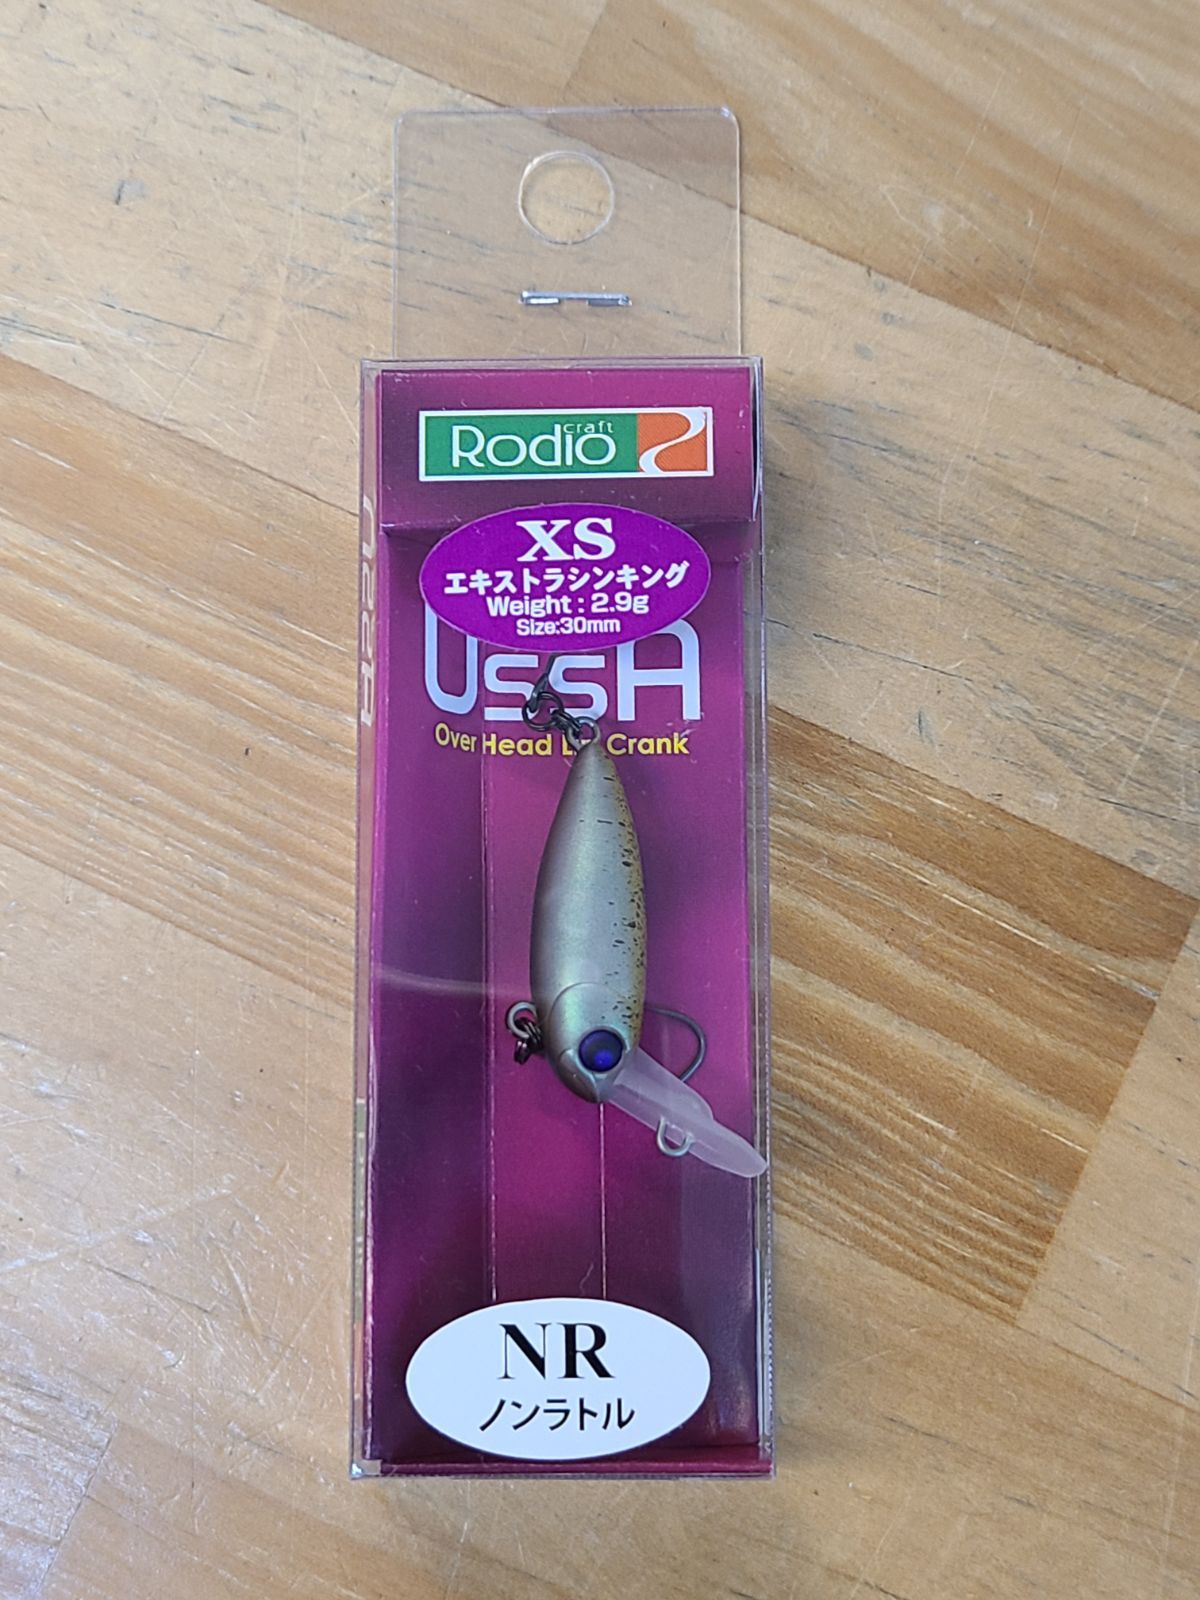 Rodio craft
XS
エキストラシンキング
Weight : 2.9g
Size:30mm
UssA
Over Head Lip Crank
UssA
NR
ノンラトル